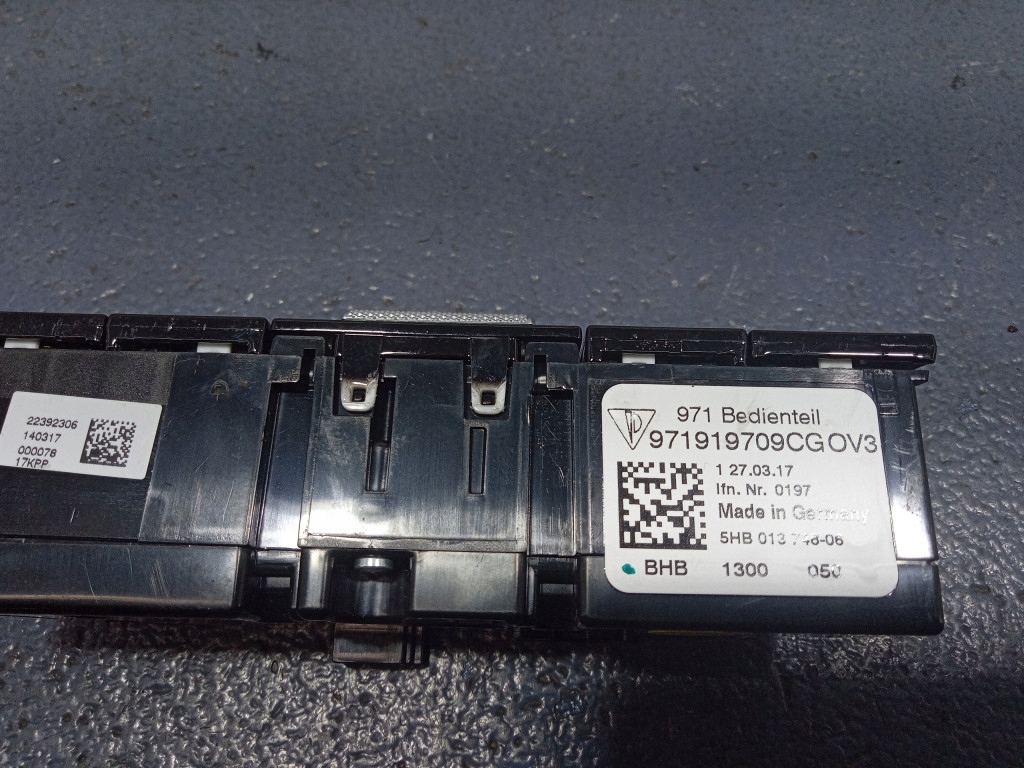 22392306
140317
000078
17KPP
971 Bedienteil
971919709CGOV3
1 27.03.17
lfn. Nr. 0197
Made in Germany
5HB 013 748-06
BHB 1300